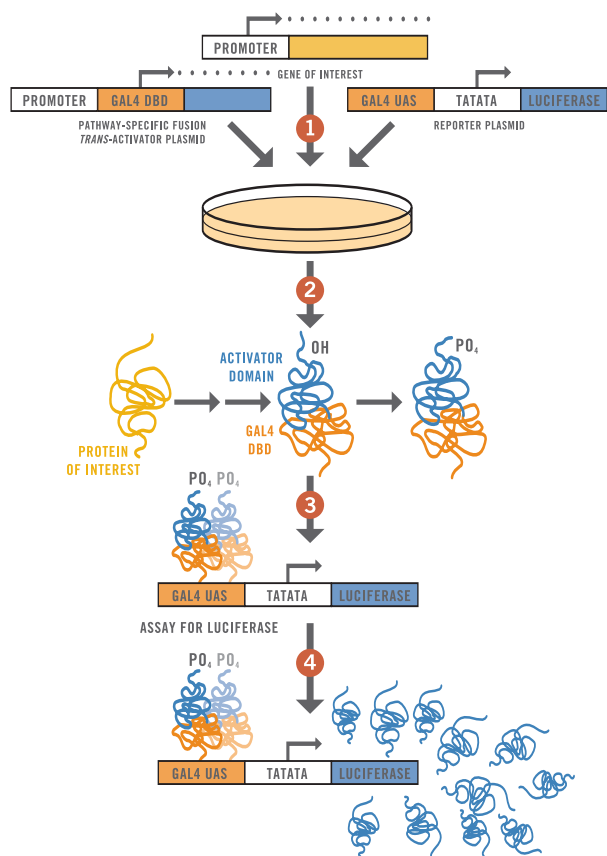 PROMOTER
GENE OF INTEREST
PROMOTER GAL4 DBD
GAL4 UAS TATATA LUCIFERASE
PATHWAY-SPECIFIC FUSION
TRANS-ACTIVATOR PLASMID
1
REPORTER PLASMID
2
OH
PO4
ACTIVATOR
DOMAIN
GAL4
DBD
PROTEIN
OF INTEREST
PO4 PO4
3
GAL4 UAS TATATA LUCIFERASE
ASSAY FOR LUCIFERASE
4
PO4 PO4
GAL4 UAS TATATA LUCIFERASE